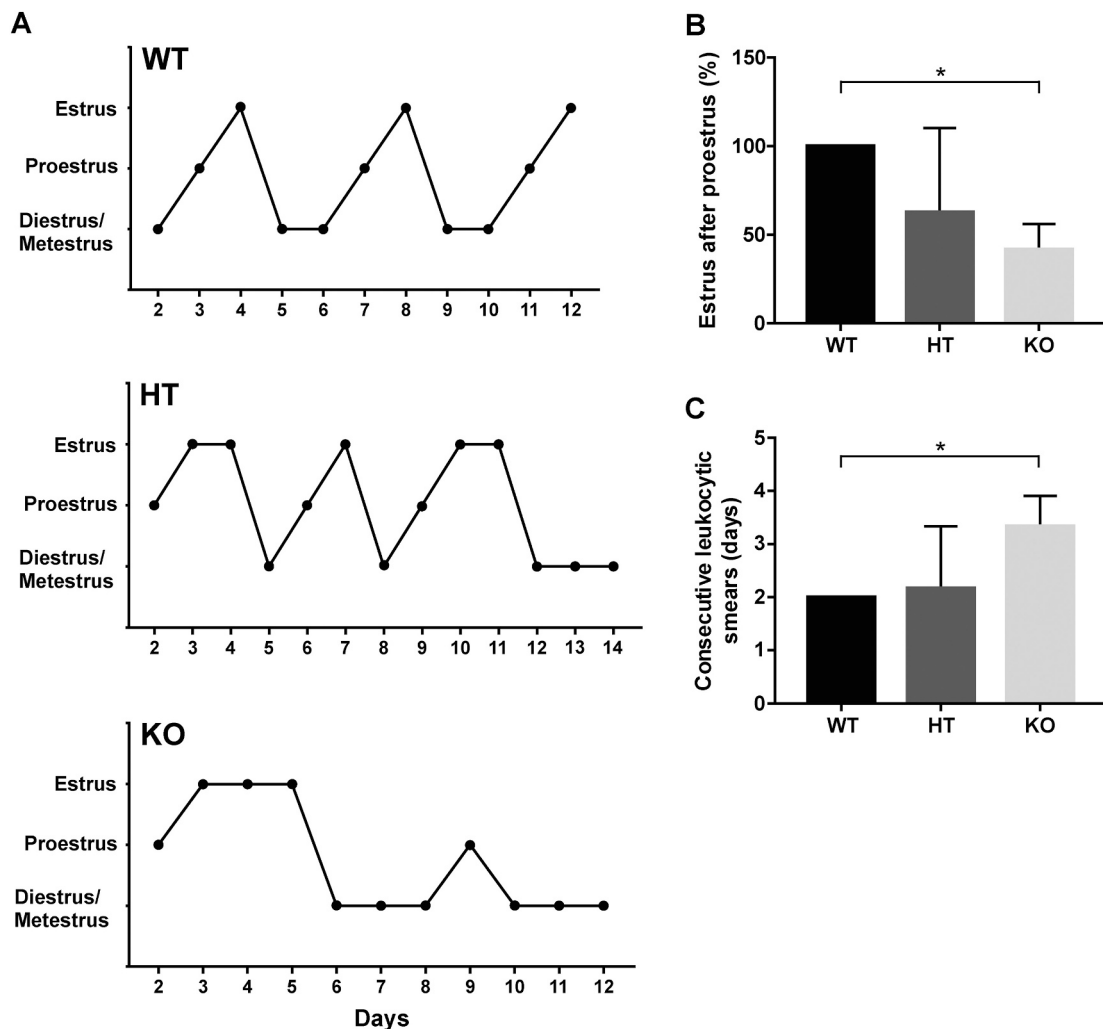 A
WT
Estrus
Proestrus
Diestrus/
Metestrus
2 3 4 5 6 7 8 9 10 11 12
HT
Estrus
Proestrus
Diestrus/
Metestrus
2 3 4 5 6 7 8 9 10 11 12 13 14
KO
Estrus
Proestrus
Diestrus/
Metestrus
2 3 4 5 6 7 8 9 10 11 12
Days
B
Estrus after proestrus (%)
150
100
50
0
*
WT HT KO
C
Consecutive leukocytic
smears (days)
5
4
3
2
1
0
*
WT HT KO